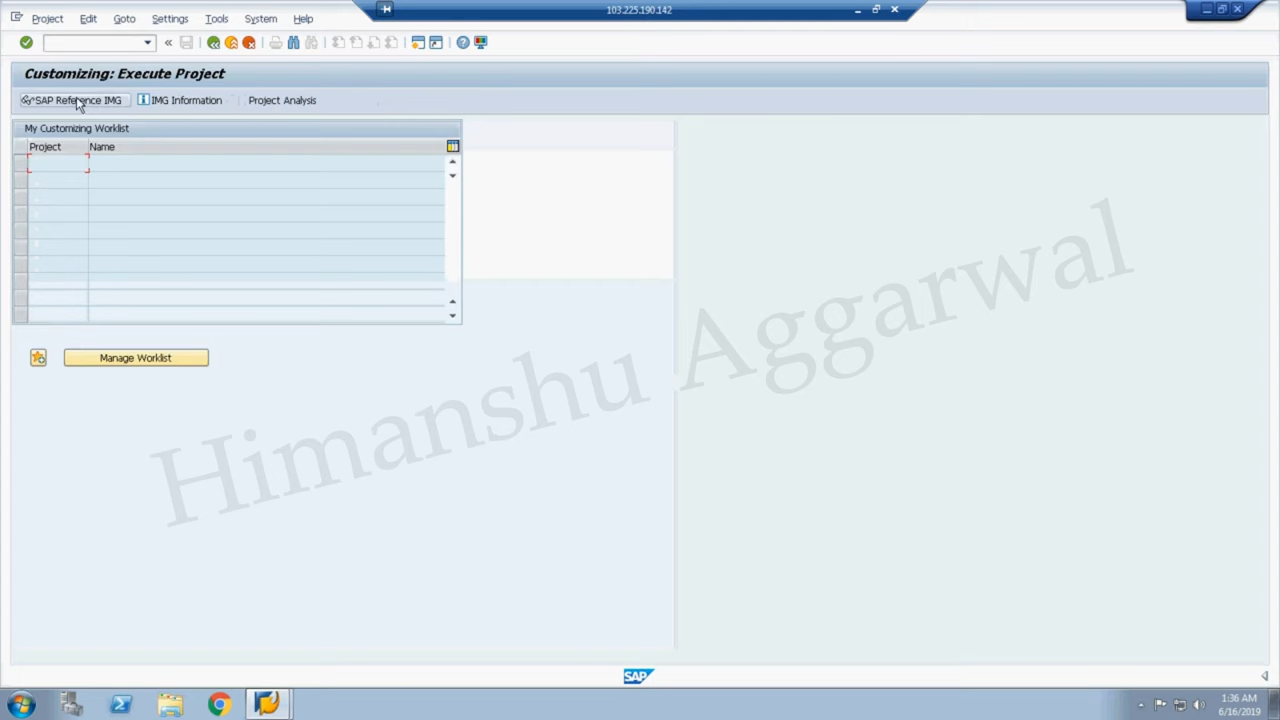 103.225.190.142
Project Edit Goto Settings Tools System Help
Customizing: Execute Project
SAP Reference IMG IMG Information Project Analysis
My Customizing Worklist
Project Name
Manage Worklist
Himanshu Aggarwal
SAP
1:36 AM
6/16/2019